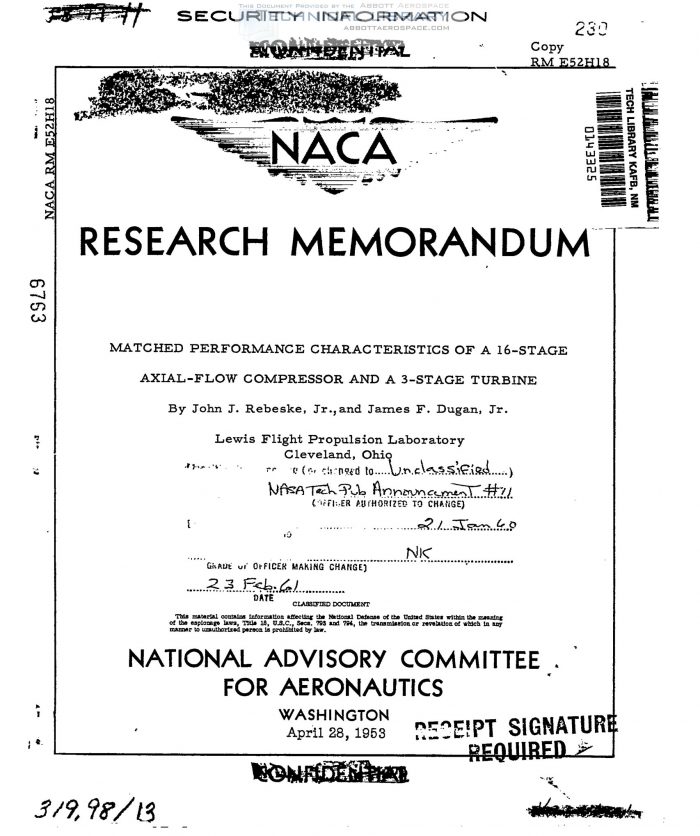 THIS DOCUMENT PROVIDED BY THE ABBOTT AEROSPACE
SECURITY INFORMATION
ABBOTTAEROSPACE.COM
CONFIDENTIAL
230
Copy
RM E52H18
NACA RM E52H18
TECH LIBRARY KAFB, NM
0143325
NACA
RESEARCH MEMORANDUM
6763
MATCHED PERFORMANCE CHARACTERISTICS OF A 16-STAGE
AXIAL-FLOW COMPRESSOR AND A 3-STAGE TURBINE
By John J. Rebeske, Jr., and James F. Dugan, Jr.
Lewis Flight Propulsion Laboratory
Cleveland, Ohio
(or changed to.....Unclassified......)
NASA Tech Pub Announcement #11
(OFFICER AUTHORIZED TO CHANGE)
21 Jan 60
NK
GRADE OF OFFICER MAKING CHANGE)
23 Feb. 61
DATE
CLASSIFIED DOCUMENT
This material contains information affecting the National Defense of the United States within the meaning
of the espionage laws, Title 18, U.S.C., Secs. 793 and 794, the transmission or revelation of which in any
manner to unauthorized person is prohibited by law.
NATIONAL ADVISORY COMMITTEE
FOR AERONAUTICS
WASHINGTON
April 28, 1953
RECEIPT SIGNATURE
REQUIRED
CONFIDENTIAL
319.98/13